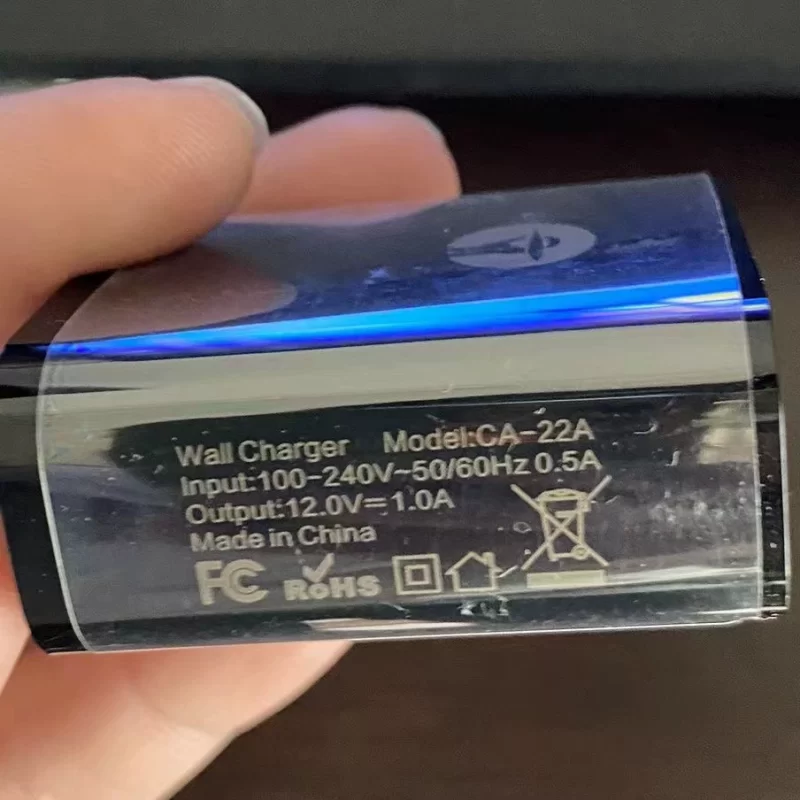 Wall Charger Model:CA-22A
Input:100-240V~50/60Hz 0.5A
Output:12.0V⎓1.0A
Made in China
FC RoHS